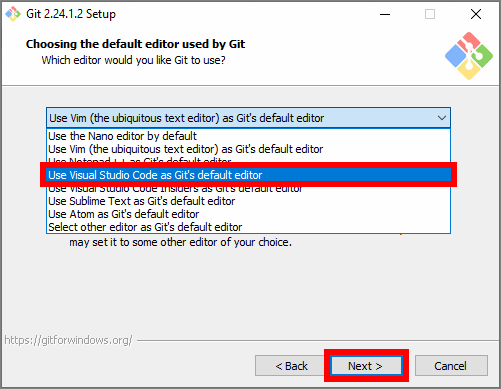 Git 2.24.1.2 Setup
Choosing the default editor used by Git
Which editor would you like Git to use?
Use Vim (the ubiquitous text editor) as Git's default editor
Use the Nano editor by default
Use Vim (the ubiquitous text editor) as Git's default editor
Use Notepad++ as Git's default editor
Use Visual Studio Code as Git's default editor
Use Visual Studio Code Insiders as Git's default editor
Use Sublime Text as Git's default editor
Use Atom as Git's default editor
Select other editor as Git's default editor
may set it to some other editor of your choice.
https://gitforwindows.org/
< Back
Next >
Cancel